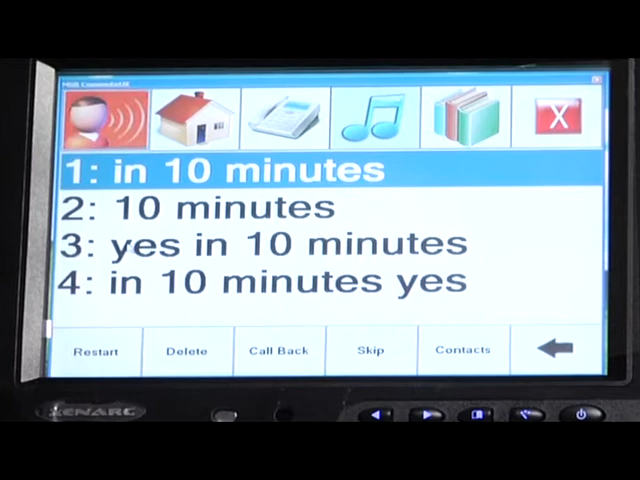 X
1: in 10 minutes
2: 10 minutes
3: yes in 10 minutes
4: in 10 minutes yes
Restart Delete Call Back Skip Contacts
XENARC